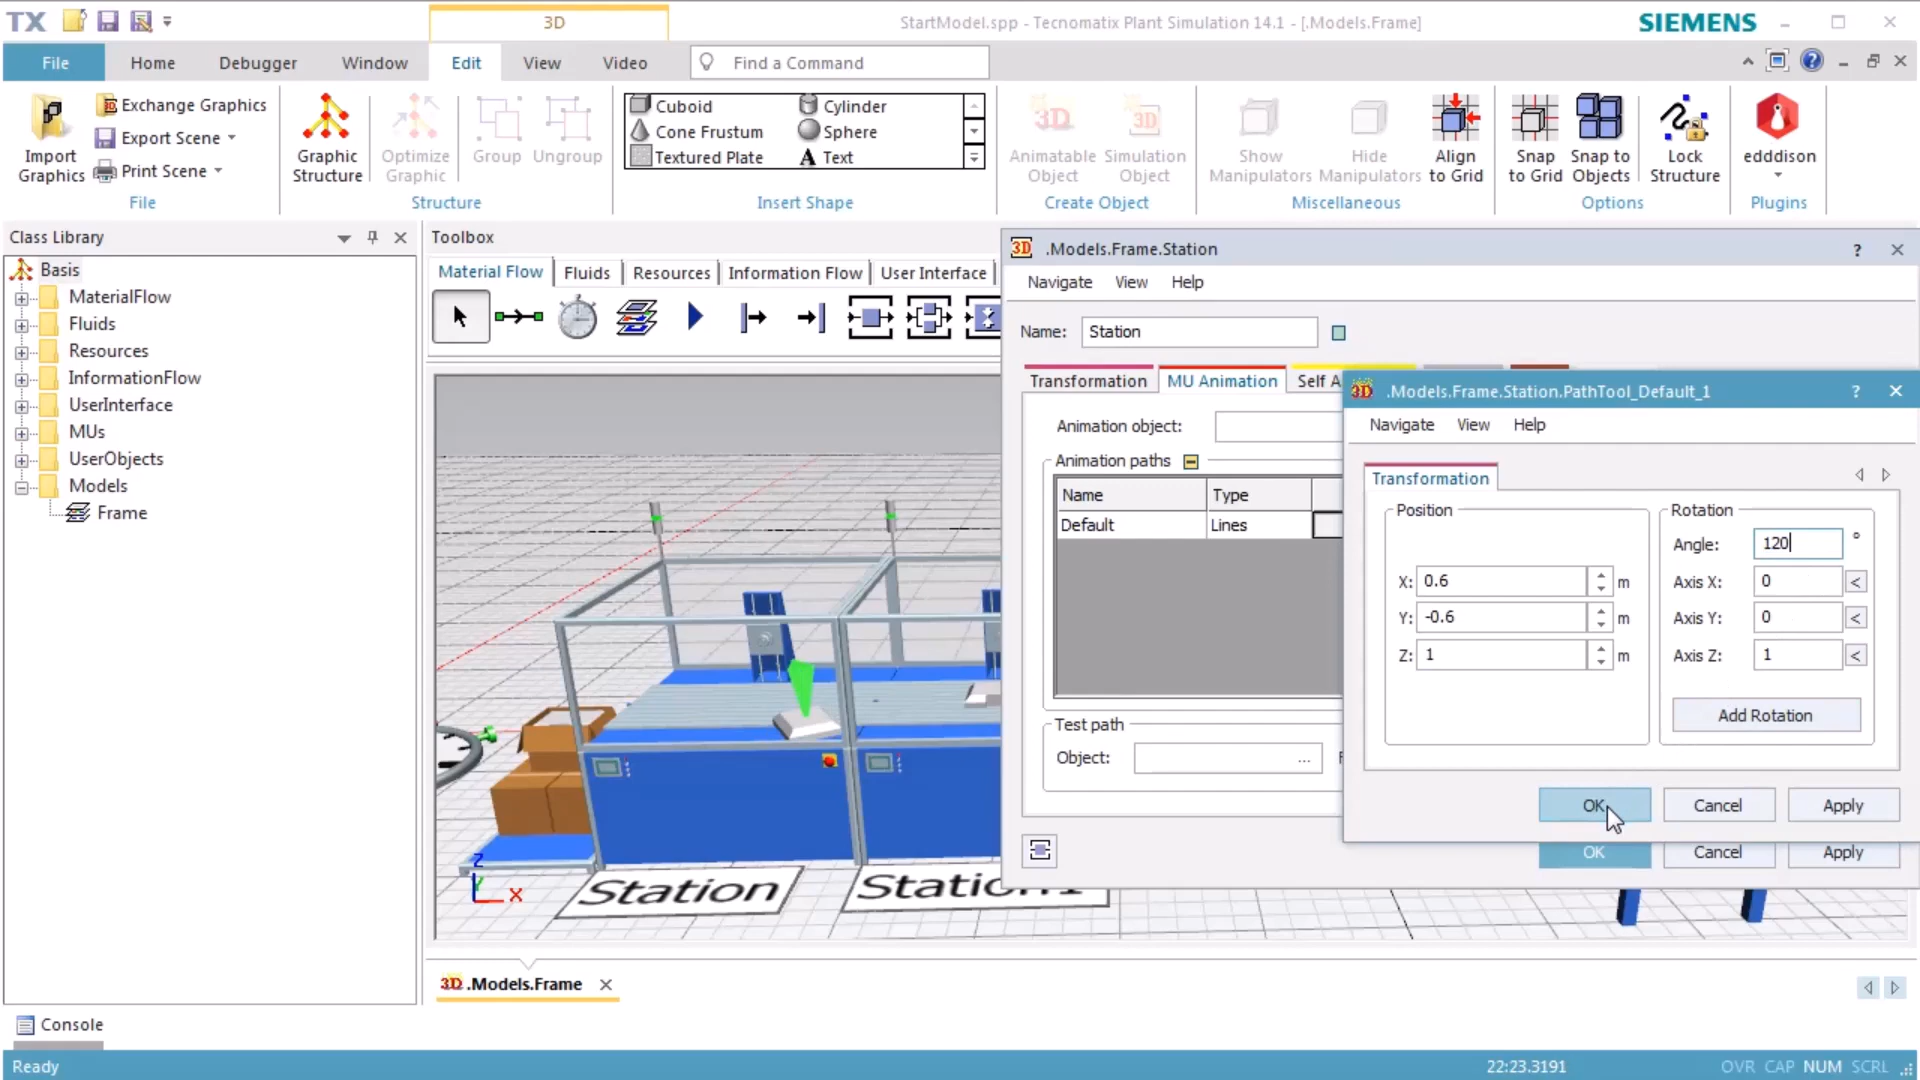 TX
3D
StartModel.spp - Tecnomatix Plant Simulation 14.1 - [.Models.Frame]
SIEMENS
File
Home
Debugger
Window
Edit
View
Video
Find a Command
Import
Graphics
Exchange Graphics
Export Scene
Print Scene
File
Graphic
Structure
Optimize
Graphic
Group
Ungroup
Structure
Cuboid
Cylinder
Cone Frustum
Sphere
Textured Plate
Text
Insert Shape
Animatable
Object
Simulation
Object
Create Object
Show
Manipulators
Hide
Manipulators
Align
to Grid
Miscellaneous
Snap
to Grid
Snap to
Objects
Lock
Structure
Options
edddison
Plugins
Class Library
Basis
MaterialFlow
Fluids
Resources
InformationFlow
UserInterface
MUs
UserObjects
Models
Frame
Toolbox
Material Flow
Fluids
Resources
Information Flow
User Interface
3D .Models.Frame.Station
Navigate
View
Help
Name:
Station
Transformation
MU Animation
Self A
Animation object:
Animation paths
Name
Type
Default
Lines
Test path
Object:
...
OK
Cancel
Apply
3D .Models.Frame.Station.PathTool_Default_1
Navigate
View
Help
Transformation
Position
X: 0.6 m
Y: -0.6 m
Z: 1 m
Rotation
Angle: 120 °
Axis X: 0 <
Axis Y: 0 <
Axis Z: 1 <
Add Rotation
OK
Cancel
Apply
Z
Y
X
Station
3D .Models.Frame
Console
Ready
22:23.3191
OVR CAP NUM SCRL